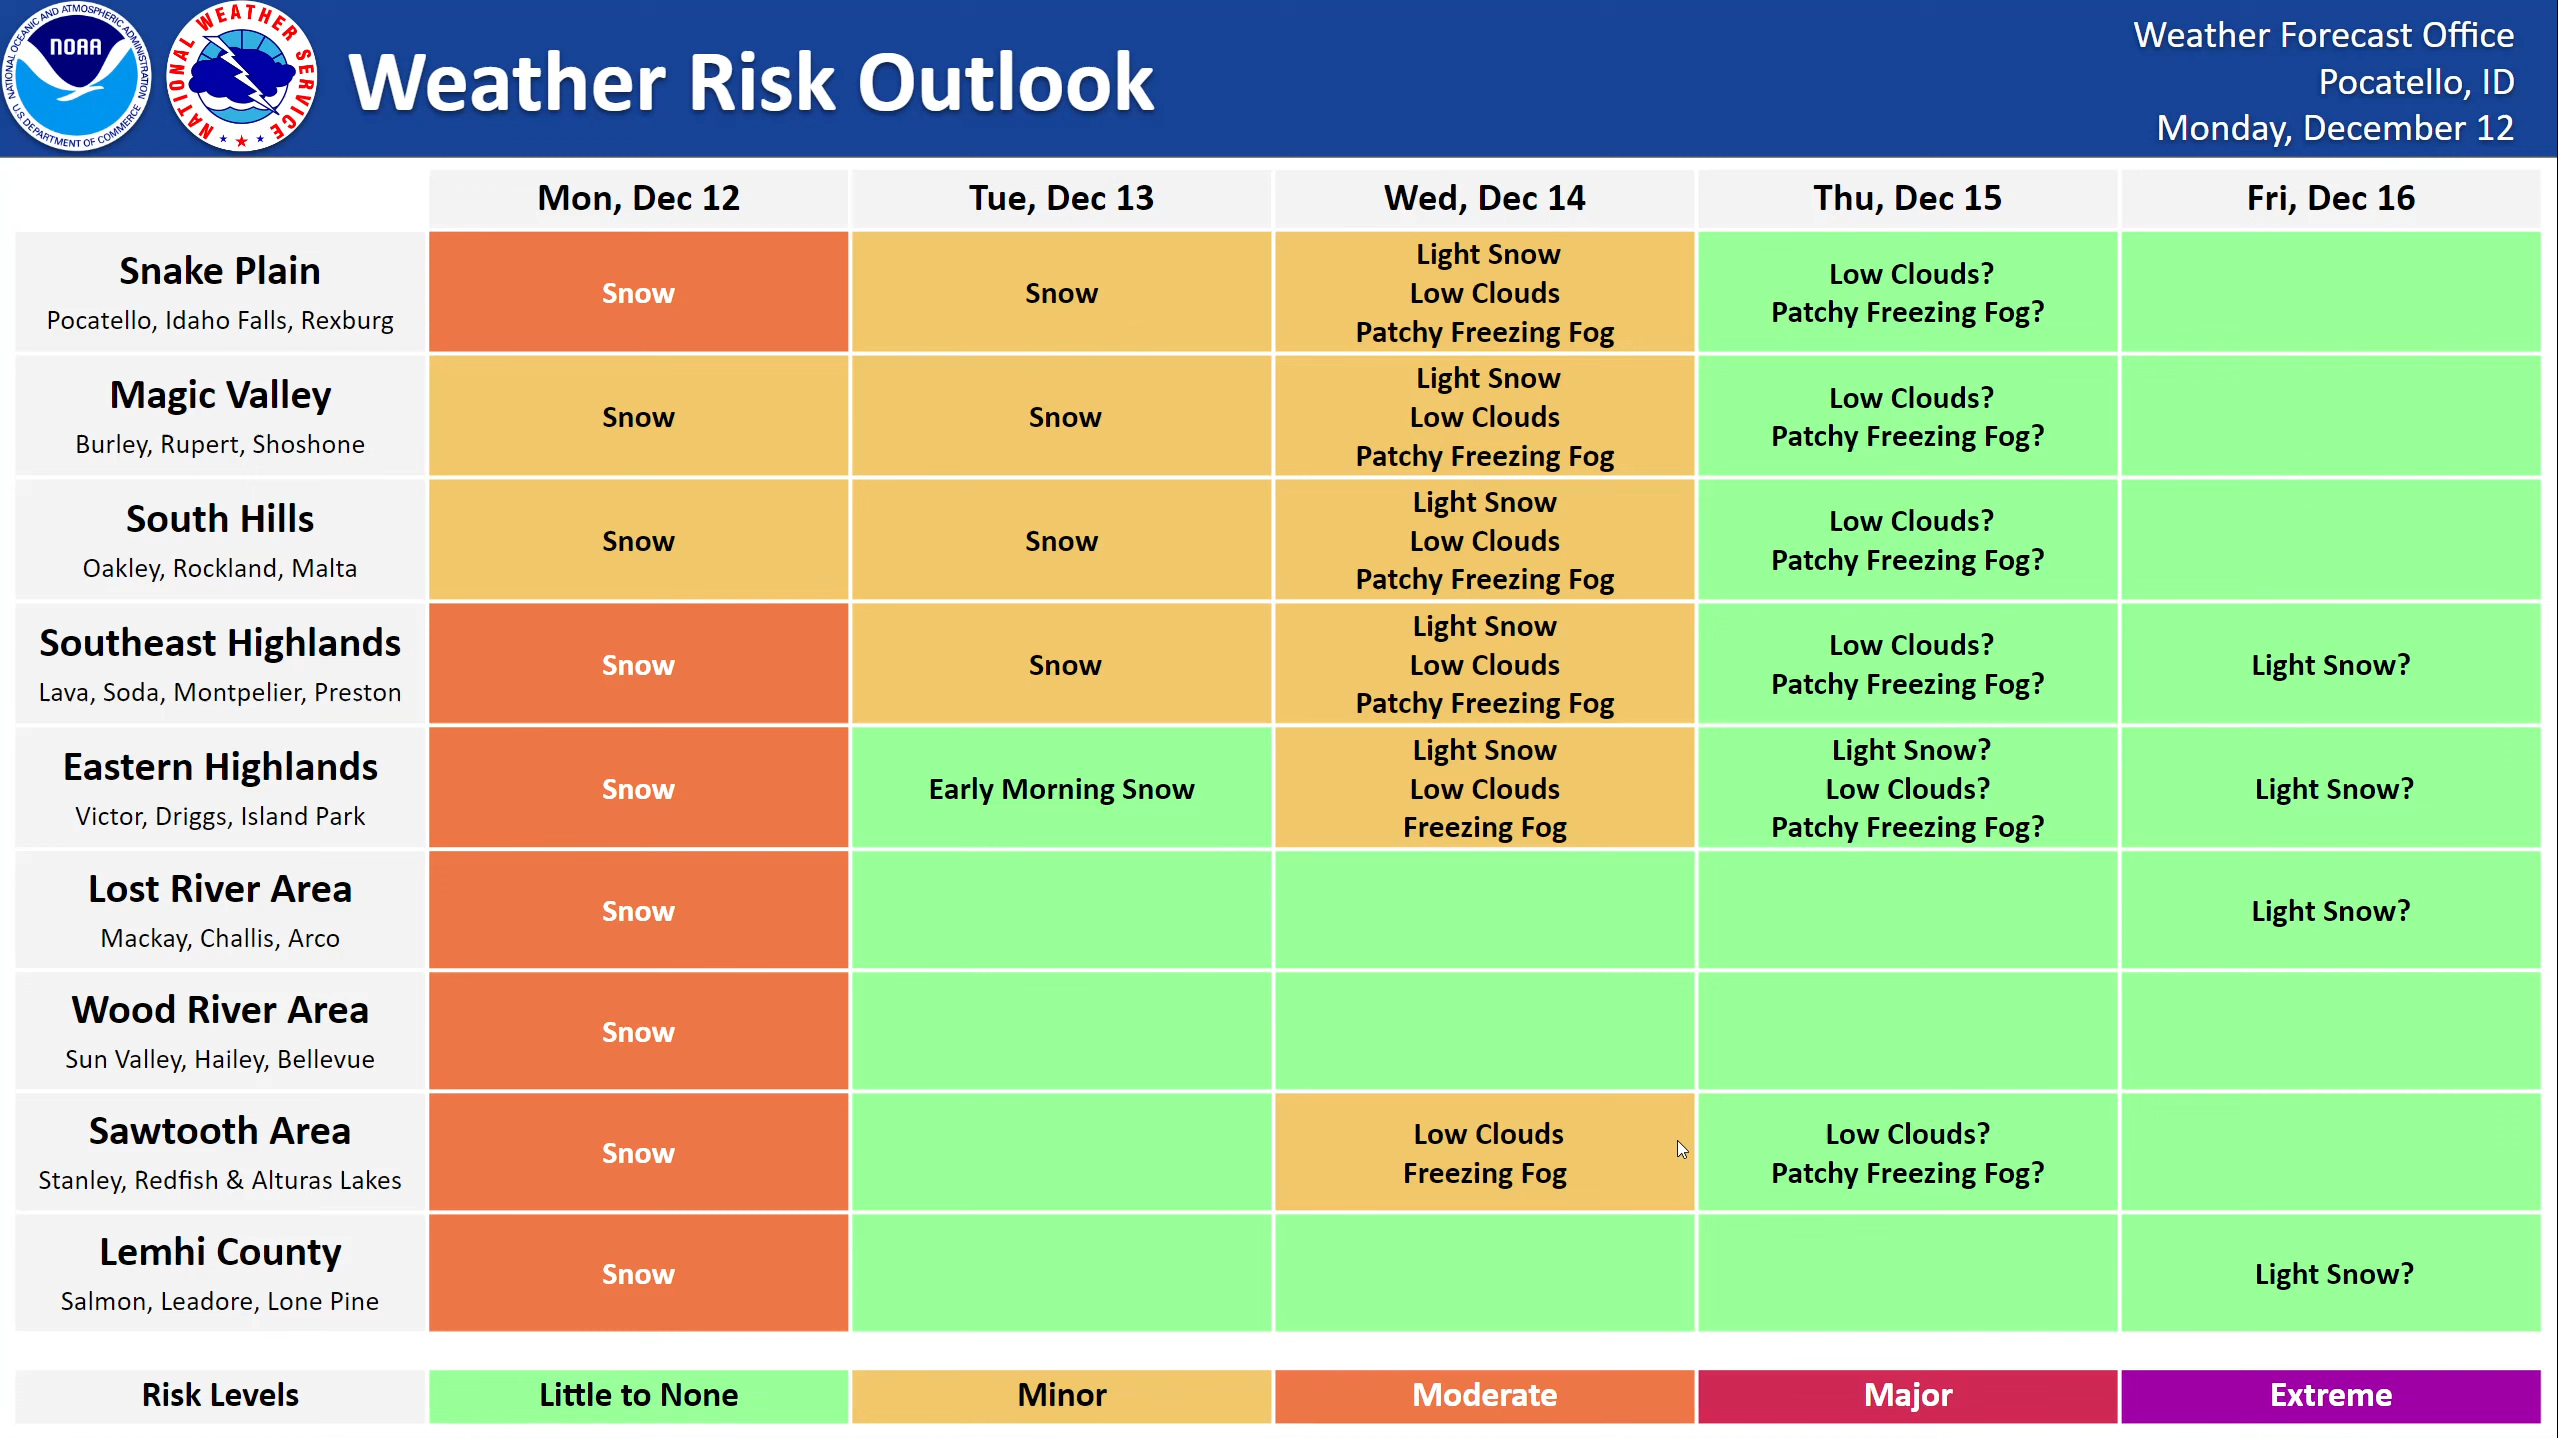 NATIONAL OCEANIC AND ATMOSPHERIC ADMINISTRATION
NOAA
U.S. DEPARTMENT OF COMMERCE
NATIONAL WEATHER SERVICE
Weather Risk Outlook
Weather Forecast Office
Pocatello, ID
Monday, December 12
Mon, Dec 12
Tue, Dec 13
Wed, Dec 14
Thu, Dec 15
Fri, Dec 16
Snake Plain
Pocatello, Idaho Falls, Rexburg
Snow
Snow
Light Snow
Low Clouds
Patchy Freezing Fog
Low Clouds?
Patchy Freezing Fog?
Magic Valley
Burley, Rupert, Shoshone
Snow
Snow
Light Snow
Low Clouds
Patchy Freezing Fog
Low Clouds?
Patchy Freezing Fog?
South Hills
Oakley, Rockland, Malta
Snow
Snow
Light Snow
Low Clouds
Patchy Freezing Fog
Low Clouds?
Patchy Freezing Fog?
Southeast Highlands
Lava, Soda, Montpelier, Preston
Snow
Snow
Light Snow
Low Clouds
Patchy Freezing Fog
Low Clouds?
Patchy Freezing Fog?
Light Snow?
Eastern Highlands
Victor, Driggs, Island Park
Snow
Early Morning Snow
Light Snow
Low Clouds
Freezing Fog
Light Snow?
Low Clouds?
Patchy Freezing Fog?
Light Snow?
Lost River Area
Mackay, Challis, Arco
Snow
Light Snow?
Wood River Area
Sun Valley, Hailey, Bellevue
Snow
Sawtooth Area
Stanley, Redfish & Alturas Lakes
Snow
Low Clouds
Freezing Fog
Low Clouds?
Patchy Freezing Fog?
Lemhi County
Salmon, Leadore, Lone Pine
Snow
Light Snow?
Risk Levels
Little to None
Minor
Moderate
Major
Extreme